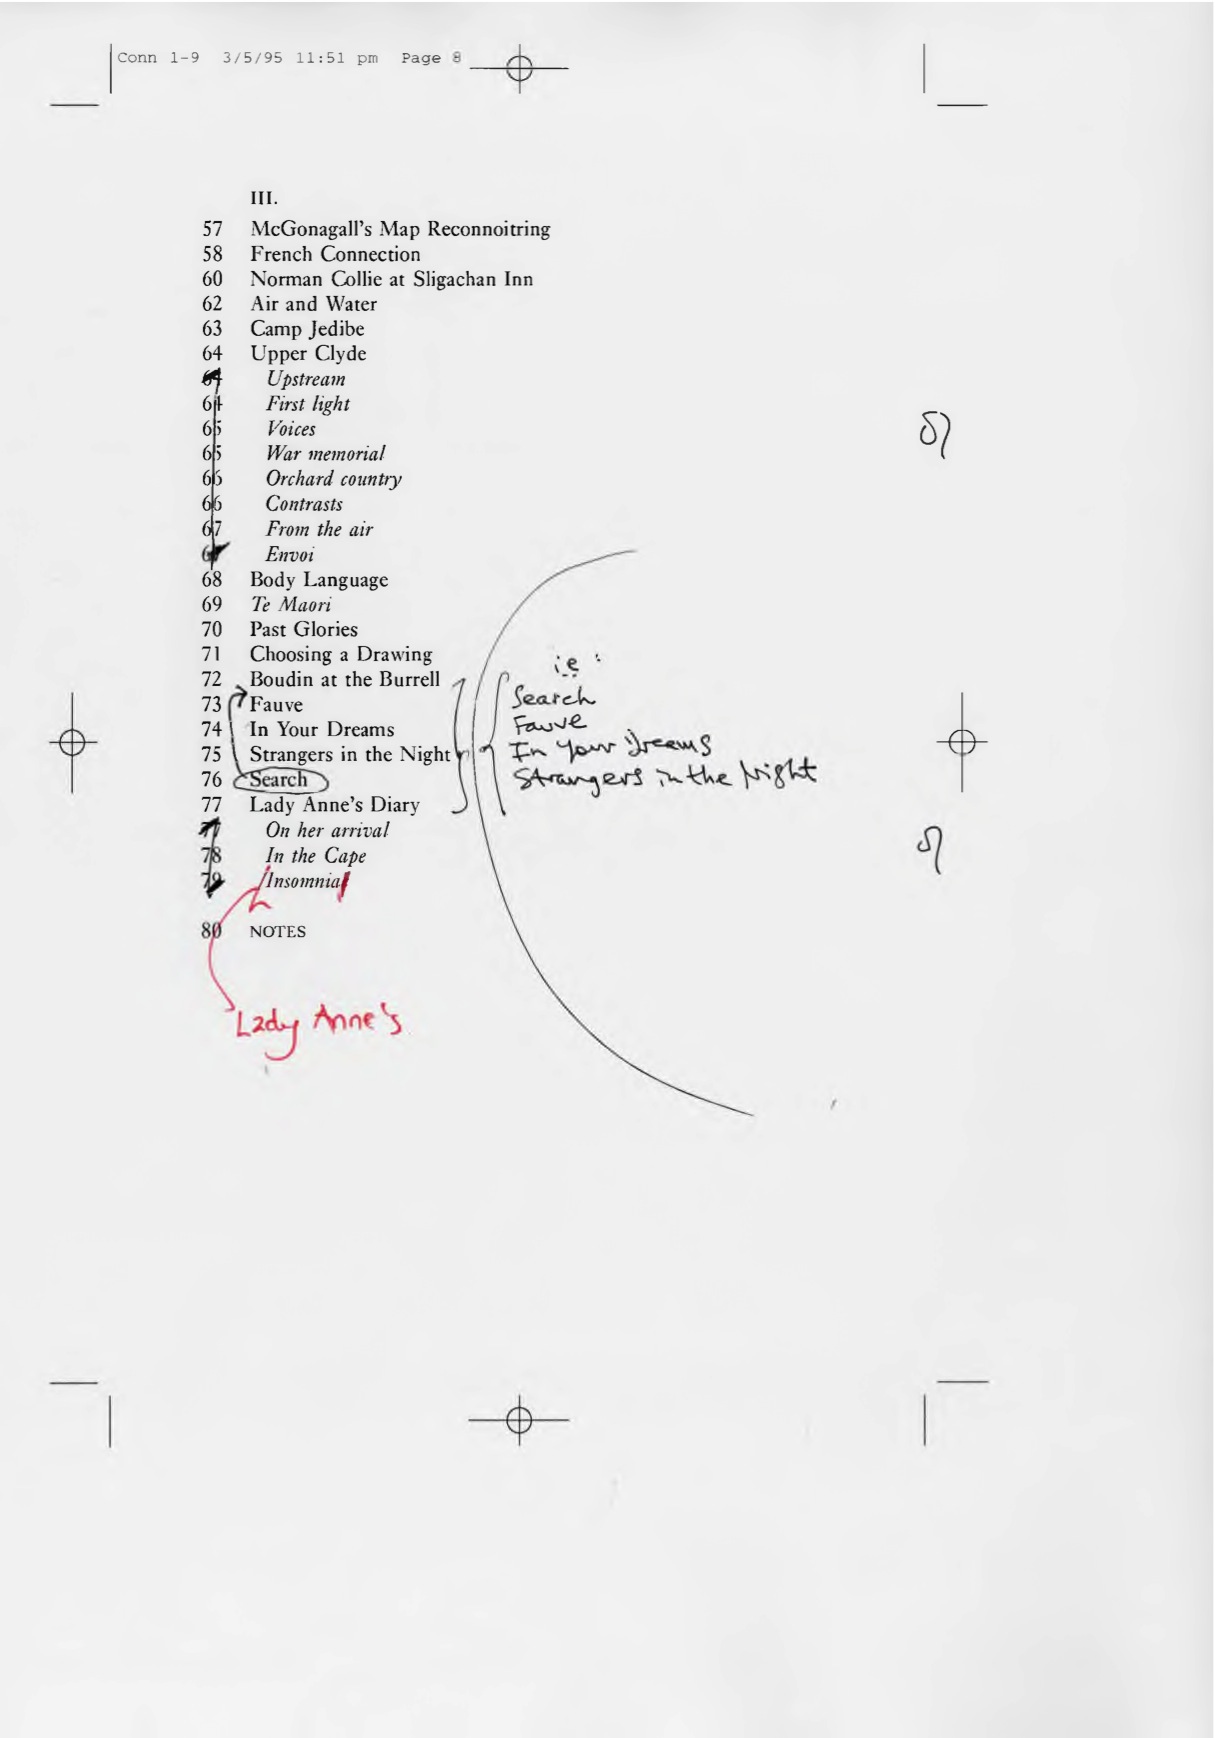 Conn 1-9 3/5/95 11:51 pm Page 8
III.
57 McGonagall's Map Reconnoitring
58 French Connection
60 Norman Collie at Sligachan Inn
62 Air and Water
63 Camp Jedibe
64 Upper Clyde
64 Upstream
64 First light
65 Voices
65 War memorial
66 Orchard country
66 Contrasts
67 From the air
Envoi
68 Body Language
69 Te Maori
70 Past Glories
71 Choosing a Drawing
72 Boudin at the Burrell
73 Fauve
74 In Your Dreams
75 Strangers in the Night
76 Search
77 Lady Anne's Diary
77 On her arrival
78 In the Cape
79 Insomnia
80 NOTES
i.e :
Search
Fauve
In Your Dreams
Strangers in the Night
Lady Anne's